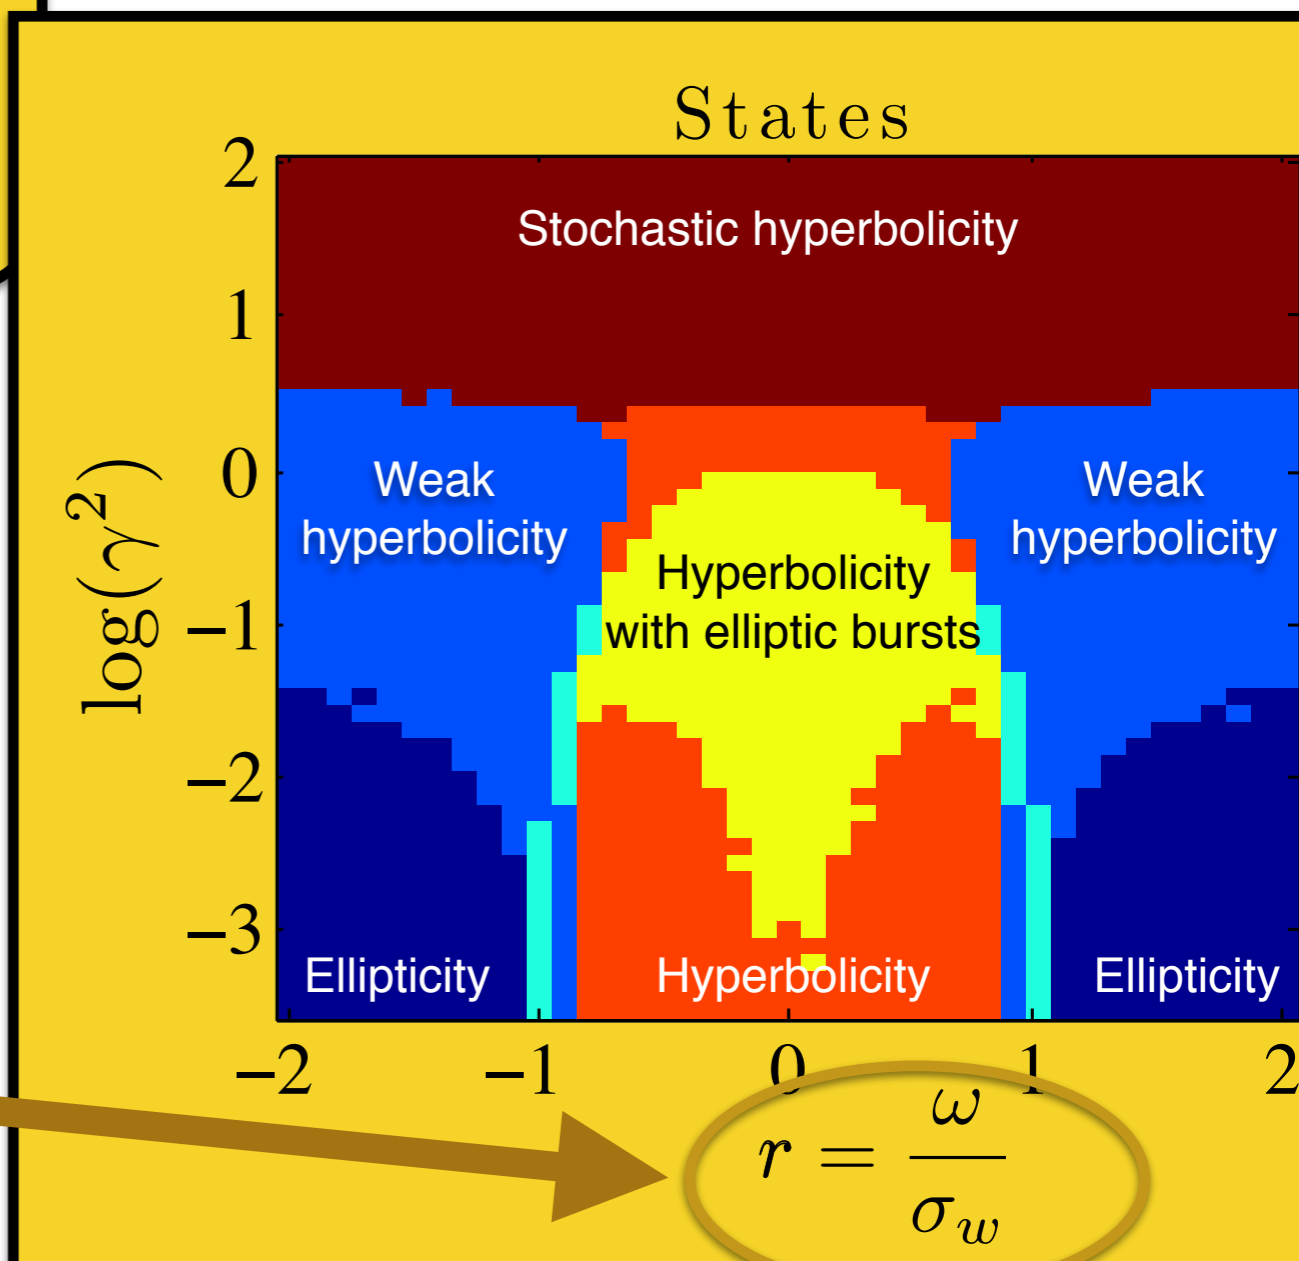 States
2
Stochastic hyperbolicity
1
0
Weak
hyperbolicity
Weak
hyperbolicity
log(γ²)
Hyperbolicity
with elliptic bursts
−1
−2
−3
Ellipticity
Hyperbolicity
Ellipticity
−2 −1 0 1 2
r = ω / σ_w